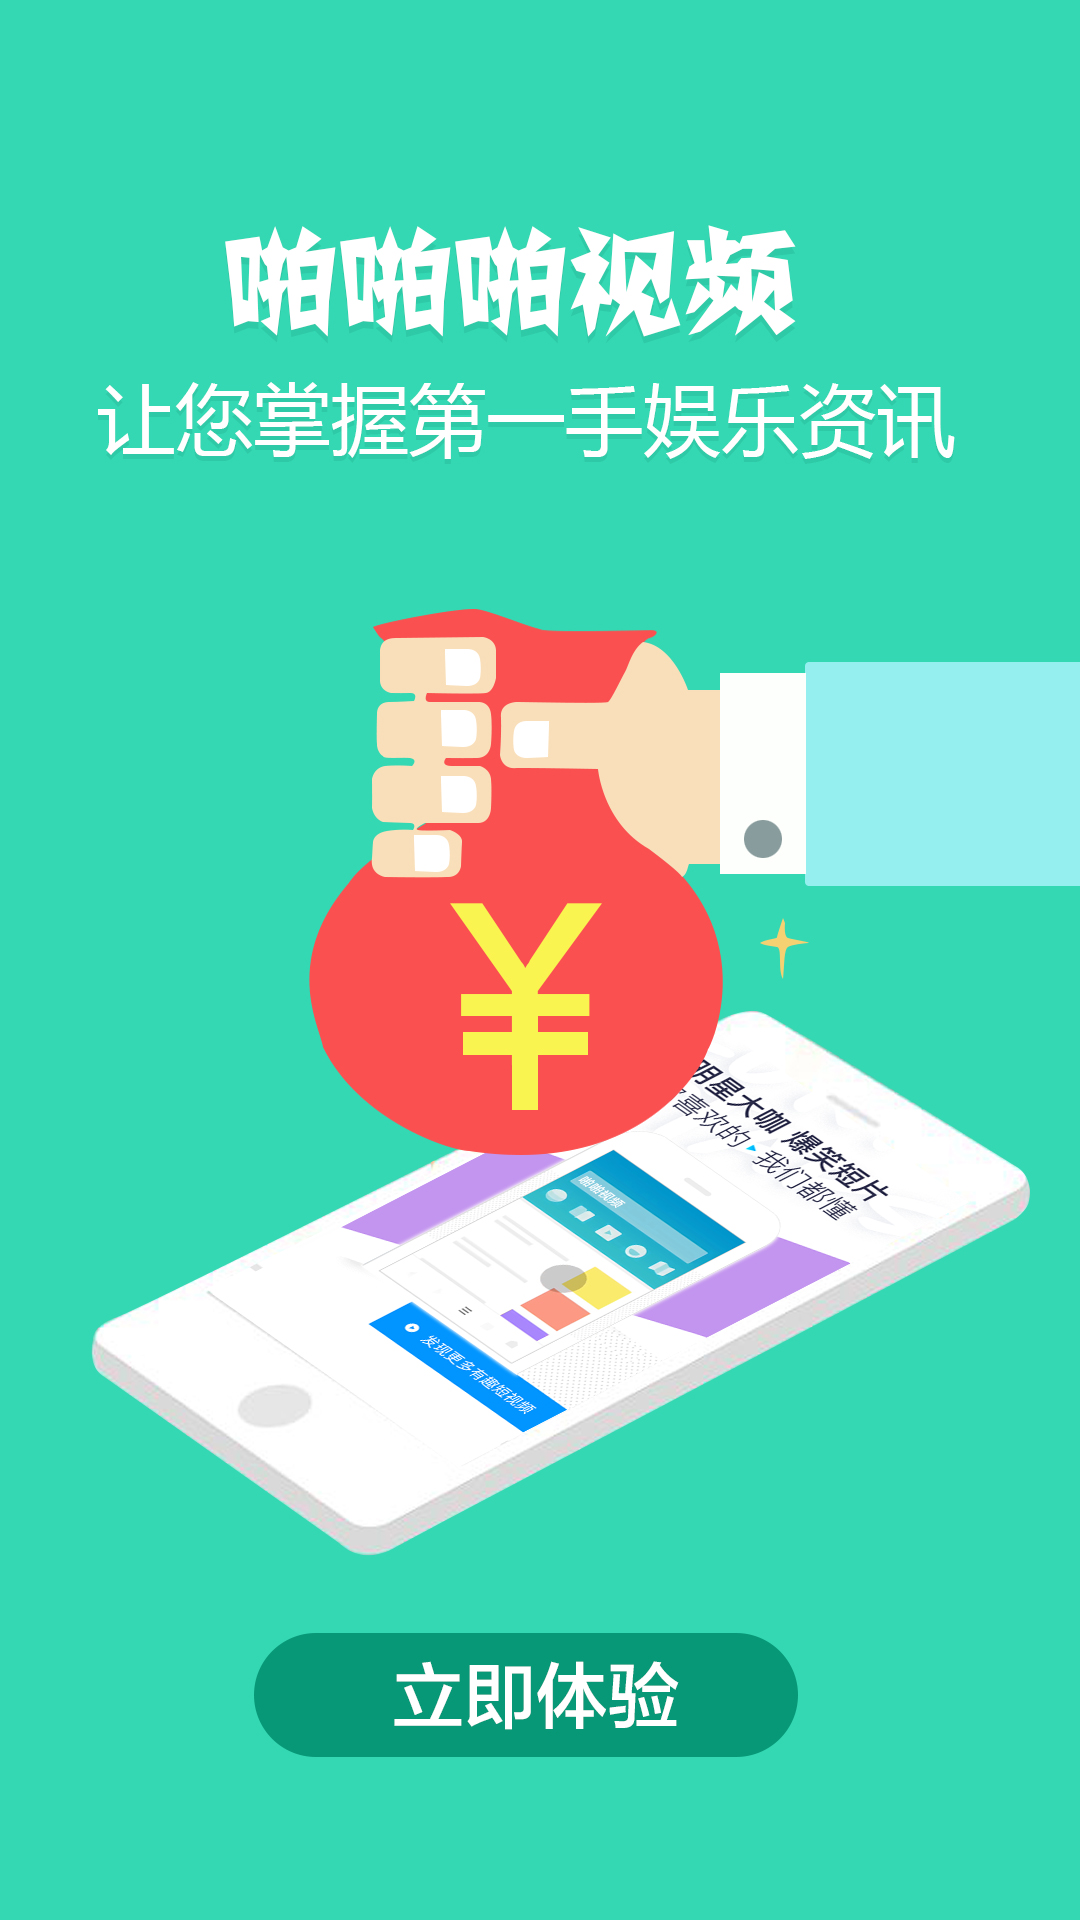 啪啪啪视频
让您掌握第一手娱乐资讯
¥
明星大咖 爆笑短片
喜欢的 我们都懂
啪啪视频
发现更多有趣短视频
立即体验